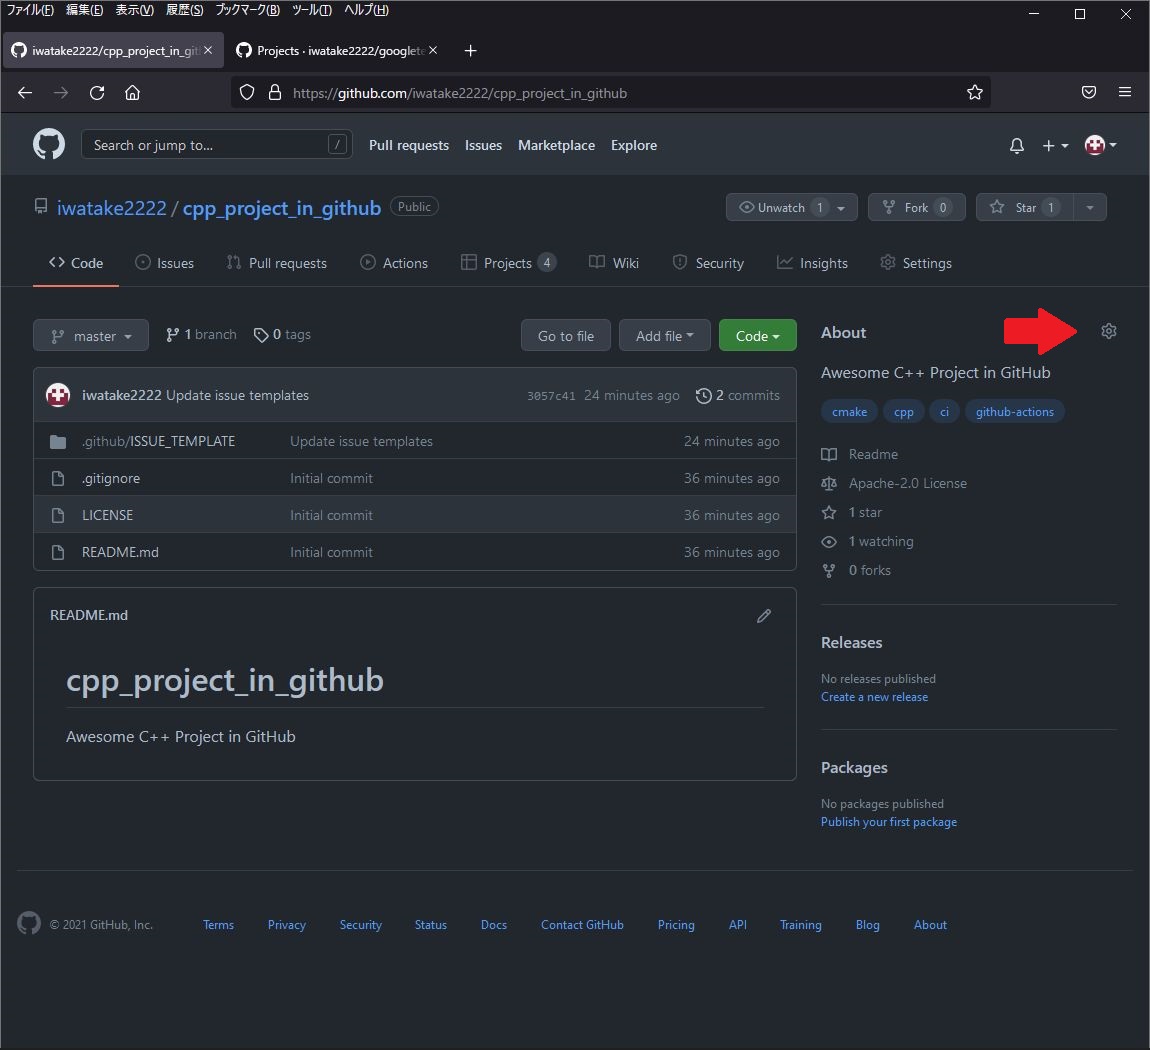 ファイル(F) 編集(E) 表示(V) 履歴(S) ブックマーク(B) ツール(T) ヘルプ(H)
iwatake2222/cpp_project_in_git Projects · iwatake2222/googlete
https://github.com/iwatake2222/cpp_project_in_github
Search or jump to... / Pull requests Issues Marketplace Explore
iwatake2222 / cpp_project_in_github Public Unwatch 1 Fork 0 Star 1
Code Issues Pull requests Actions Projects 4 Wiki Security Insights Settings
master 1 branch 0 tags Go to file Add file Code
iwatake2222 Update issue templates 3057c41 24 minutes ago 2 commits
.github/ISSUE_TEMPLATE Update issue templates 24 minutes ago
.gitignore Initial commit 36 minutes ago
LICENSE Initial commit 36 minutes ago
README.md Initial commit 36 minutes ago
README.md
cpp_project_in_github
Awesome C++ Project in GitHub
About
Awesome C++ Project in GitHub
cmake cpp ci github-actions
Readme
Apache-2.0 License
1 star
1 watching
0 forks
Releases
No releases published
Create a new release
Packages
No packages published
Publish your first package
© 2021 GitHub, Inc. Terms Privacy Security Status Docs Contact GitHub Pricing API Training Blog About